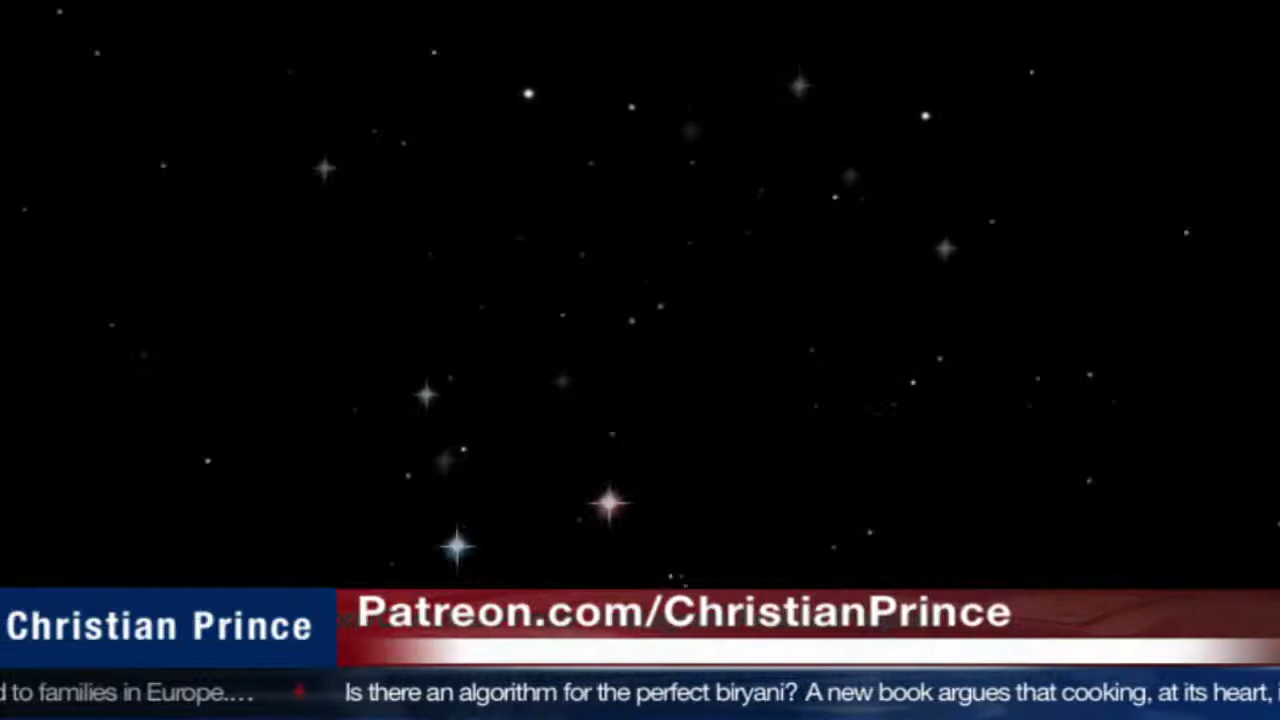 Christian Prince
Patreon.com/ChristianPrince
d to families in Europe.... Is there an algorithm for the perfect biryani? A new book argues that cooking, at its heart,